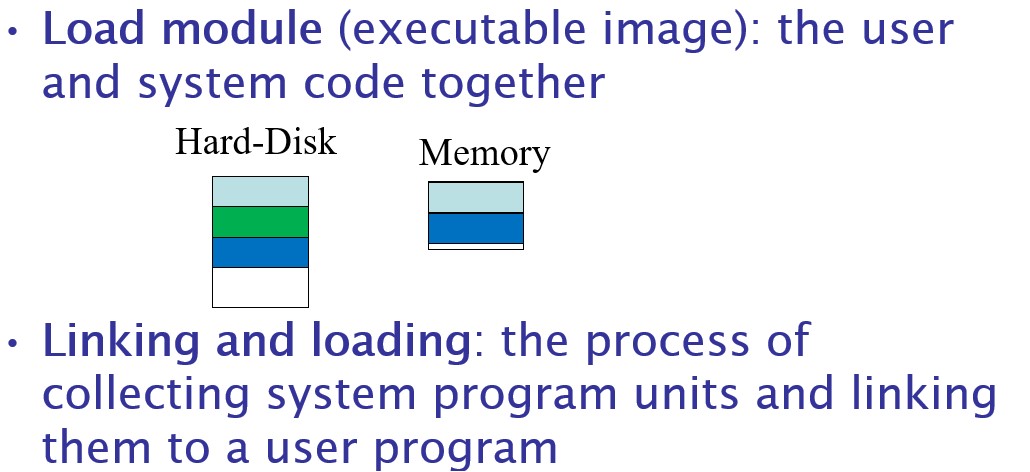 • Load module (executable image): the user
and system code together
Hard-Disk
Memory
• Linking and loading: the process of
collecting system program units and linking
them to a user program